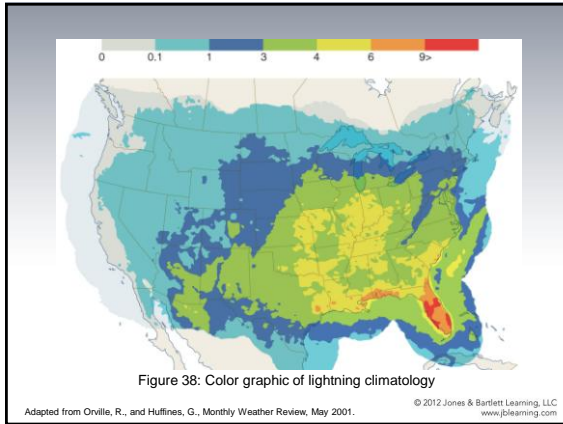 0 0.1 1 3 4 6 9>
Figure 38: Color graphic of lightning climatology
Adapted from Orville, R., and Huffines, G., Monthly Weather Review, May 2001.
© 2012 Jones & Bartlett Learning, LLC
www.jblearning.com